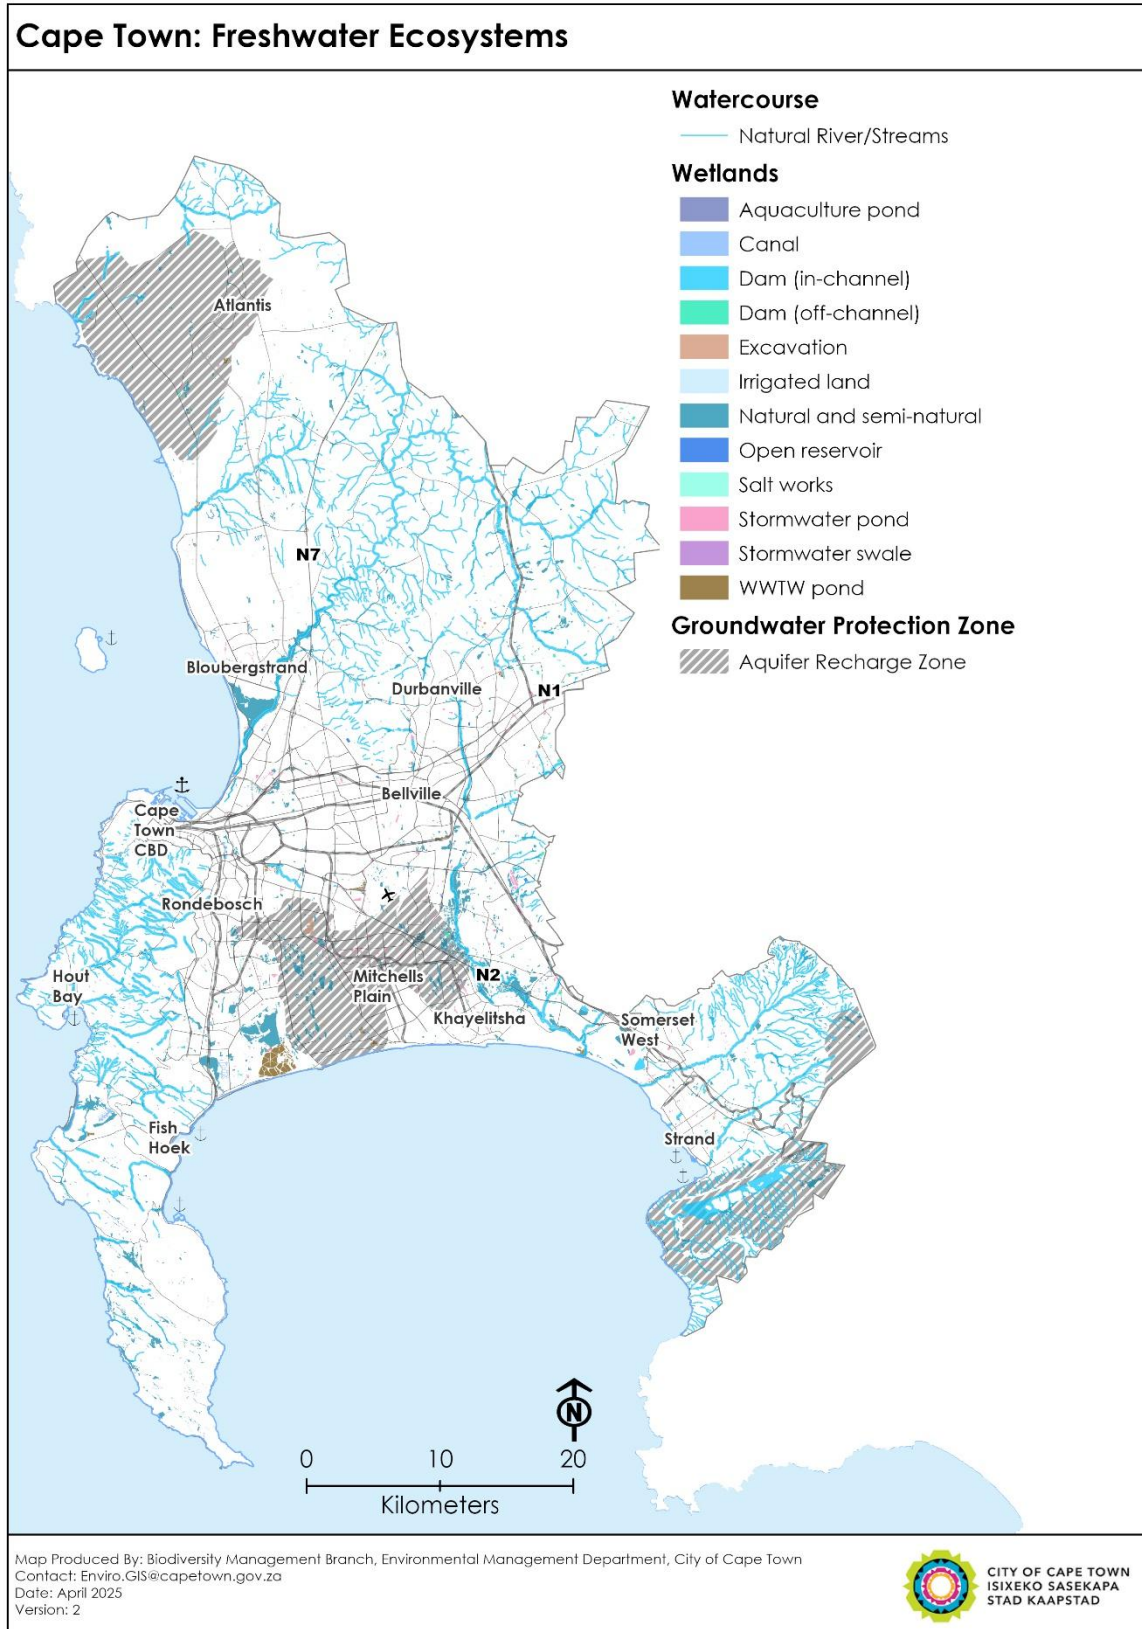 Cape Town: Freshwater Ecosystems
Watercourse
Natural River/Streams
Wetlands
Aquaculture pond
Canal
Dam (in-channel)
Dam (off-channel)
Excavation
Irrigated land
Natural and semi-natural
Open reservoir
Salt works
Stormwater pond
Stormwater swale
WWTW pond
Groundwater Protection Zone
Aquifer Recharge Zone
Atlantis
N7
Bloubergstrand
Durbanville
N1
Bellville
Cape
Town
CBD
Rondebosch
Hout
Bay
Mitchells
Plain
N2
Khayelitsha
Somerset
West
Fish
Hoek
Strand
N
0 10 20
Kilometers
Map Produced By: Biodiversity Management Branch, Environmental Management Department, City of Cape Town
Contact: Enviro.GIS@capetown.gov.za
Date: April 2025
Version: 2
CITY OF CAPE TOWN
ISIXEKO SASEKAPA
STAD KAAPSTAD